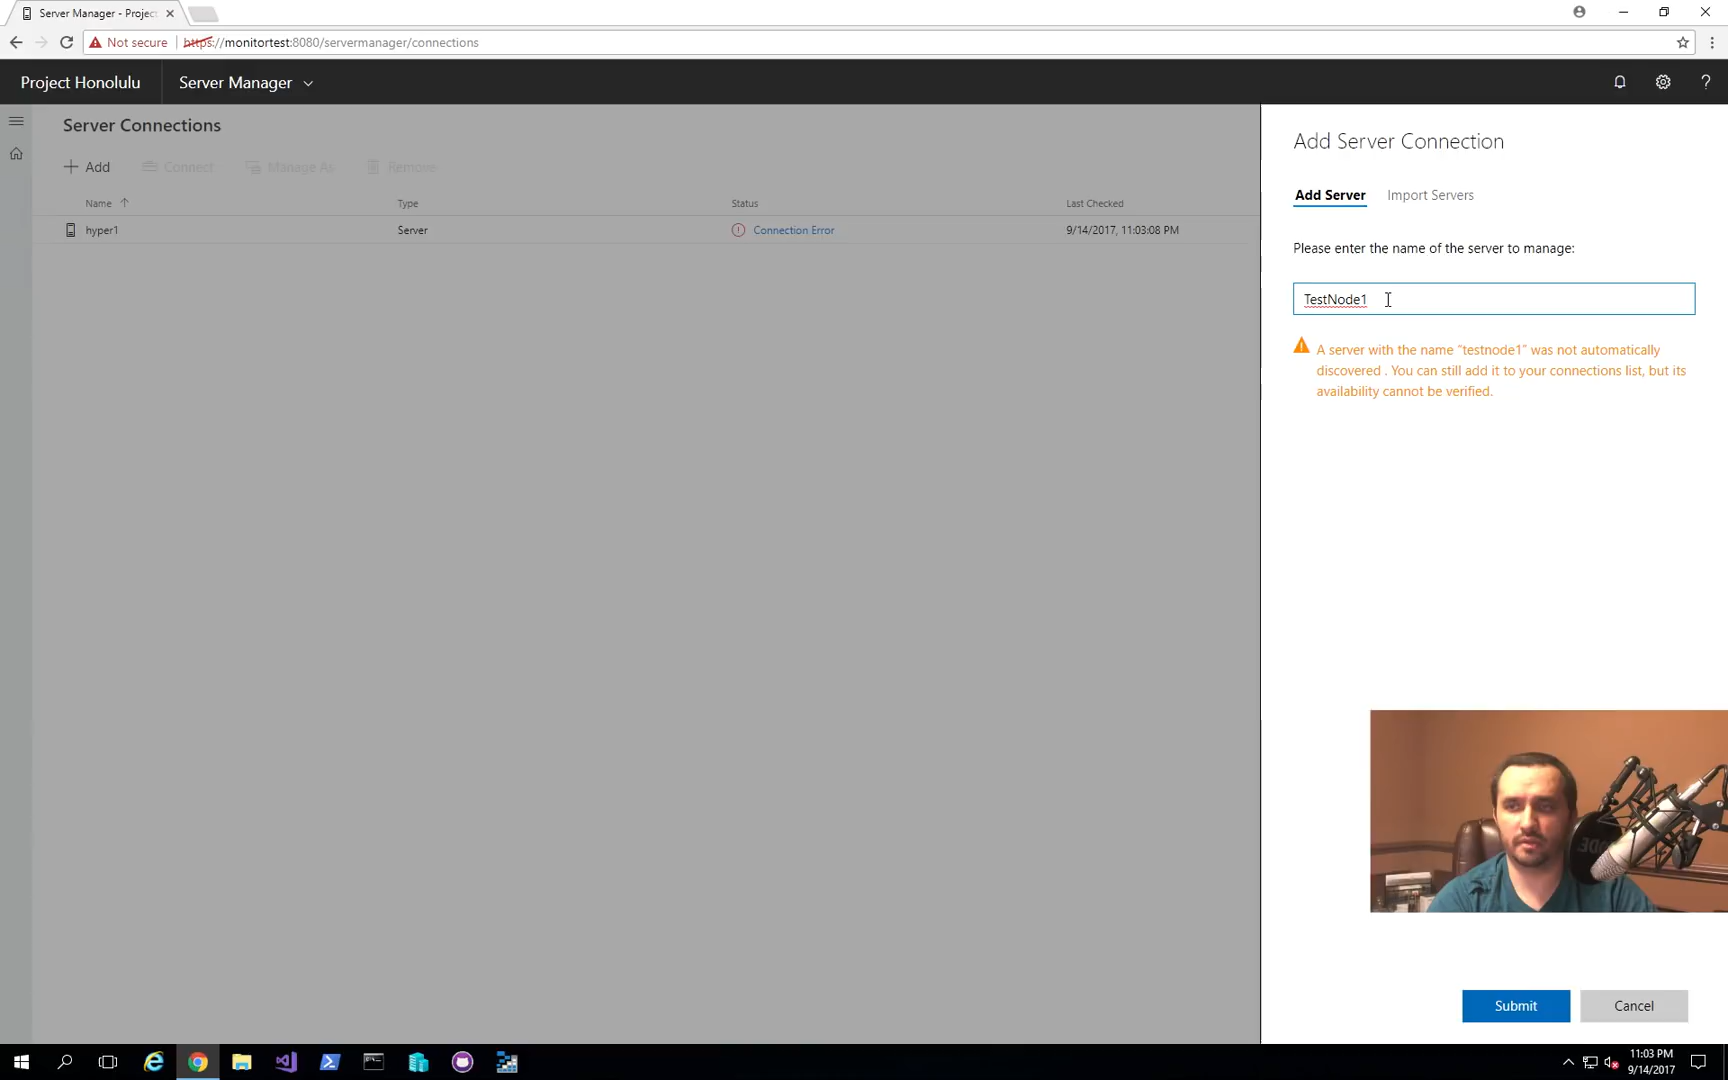 Server Manager - Projec
Not secure https://monitortest:8080/servermanager/connections
Project Honolulu Server Manager
Server Connections
Add Connect Manage As Remove
Name Type Status Last Checked
hyper1 Server Connection Error 9/14/2017, 11:03:08 PM
Add Server Connection
Add Server Import Servers
Please enter the name of the server to manage:
TestNode1
A server with the name "testnode1" was not automatically
discovered . You can still add it to your connections list, but its
availability cannot be verified.
Submit Cancel
11:03 PM
9/14/2017